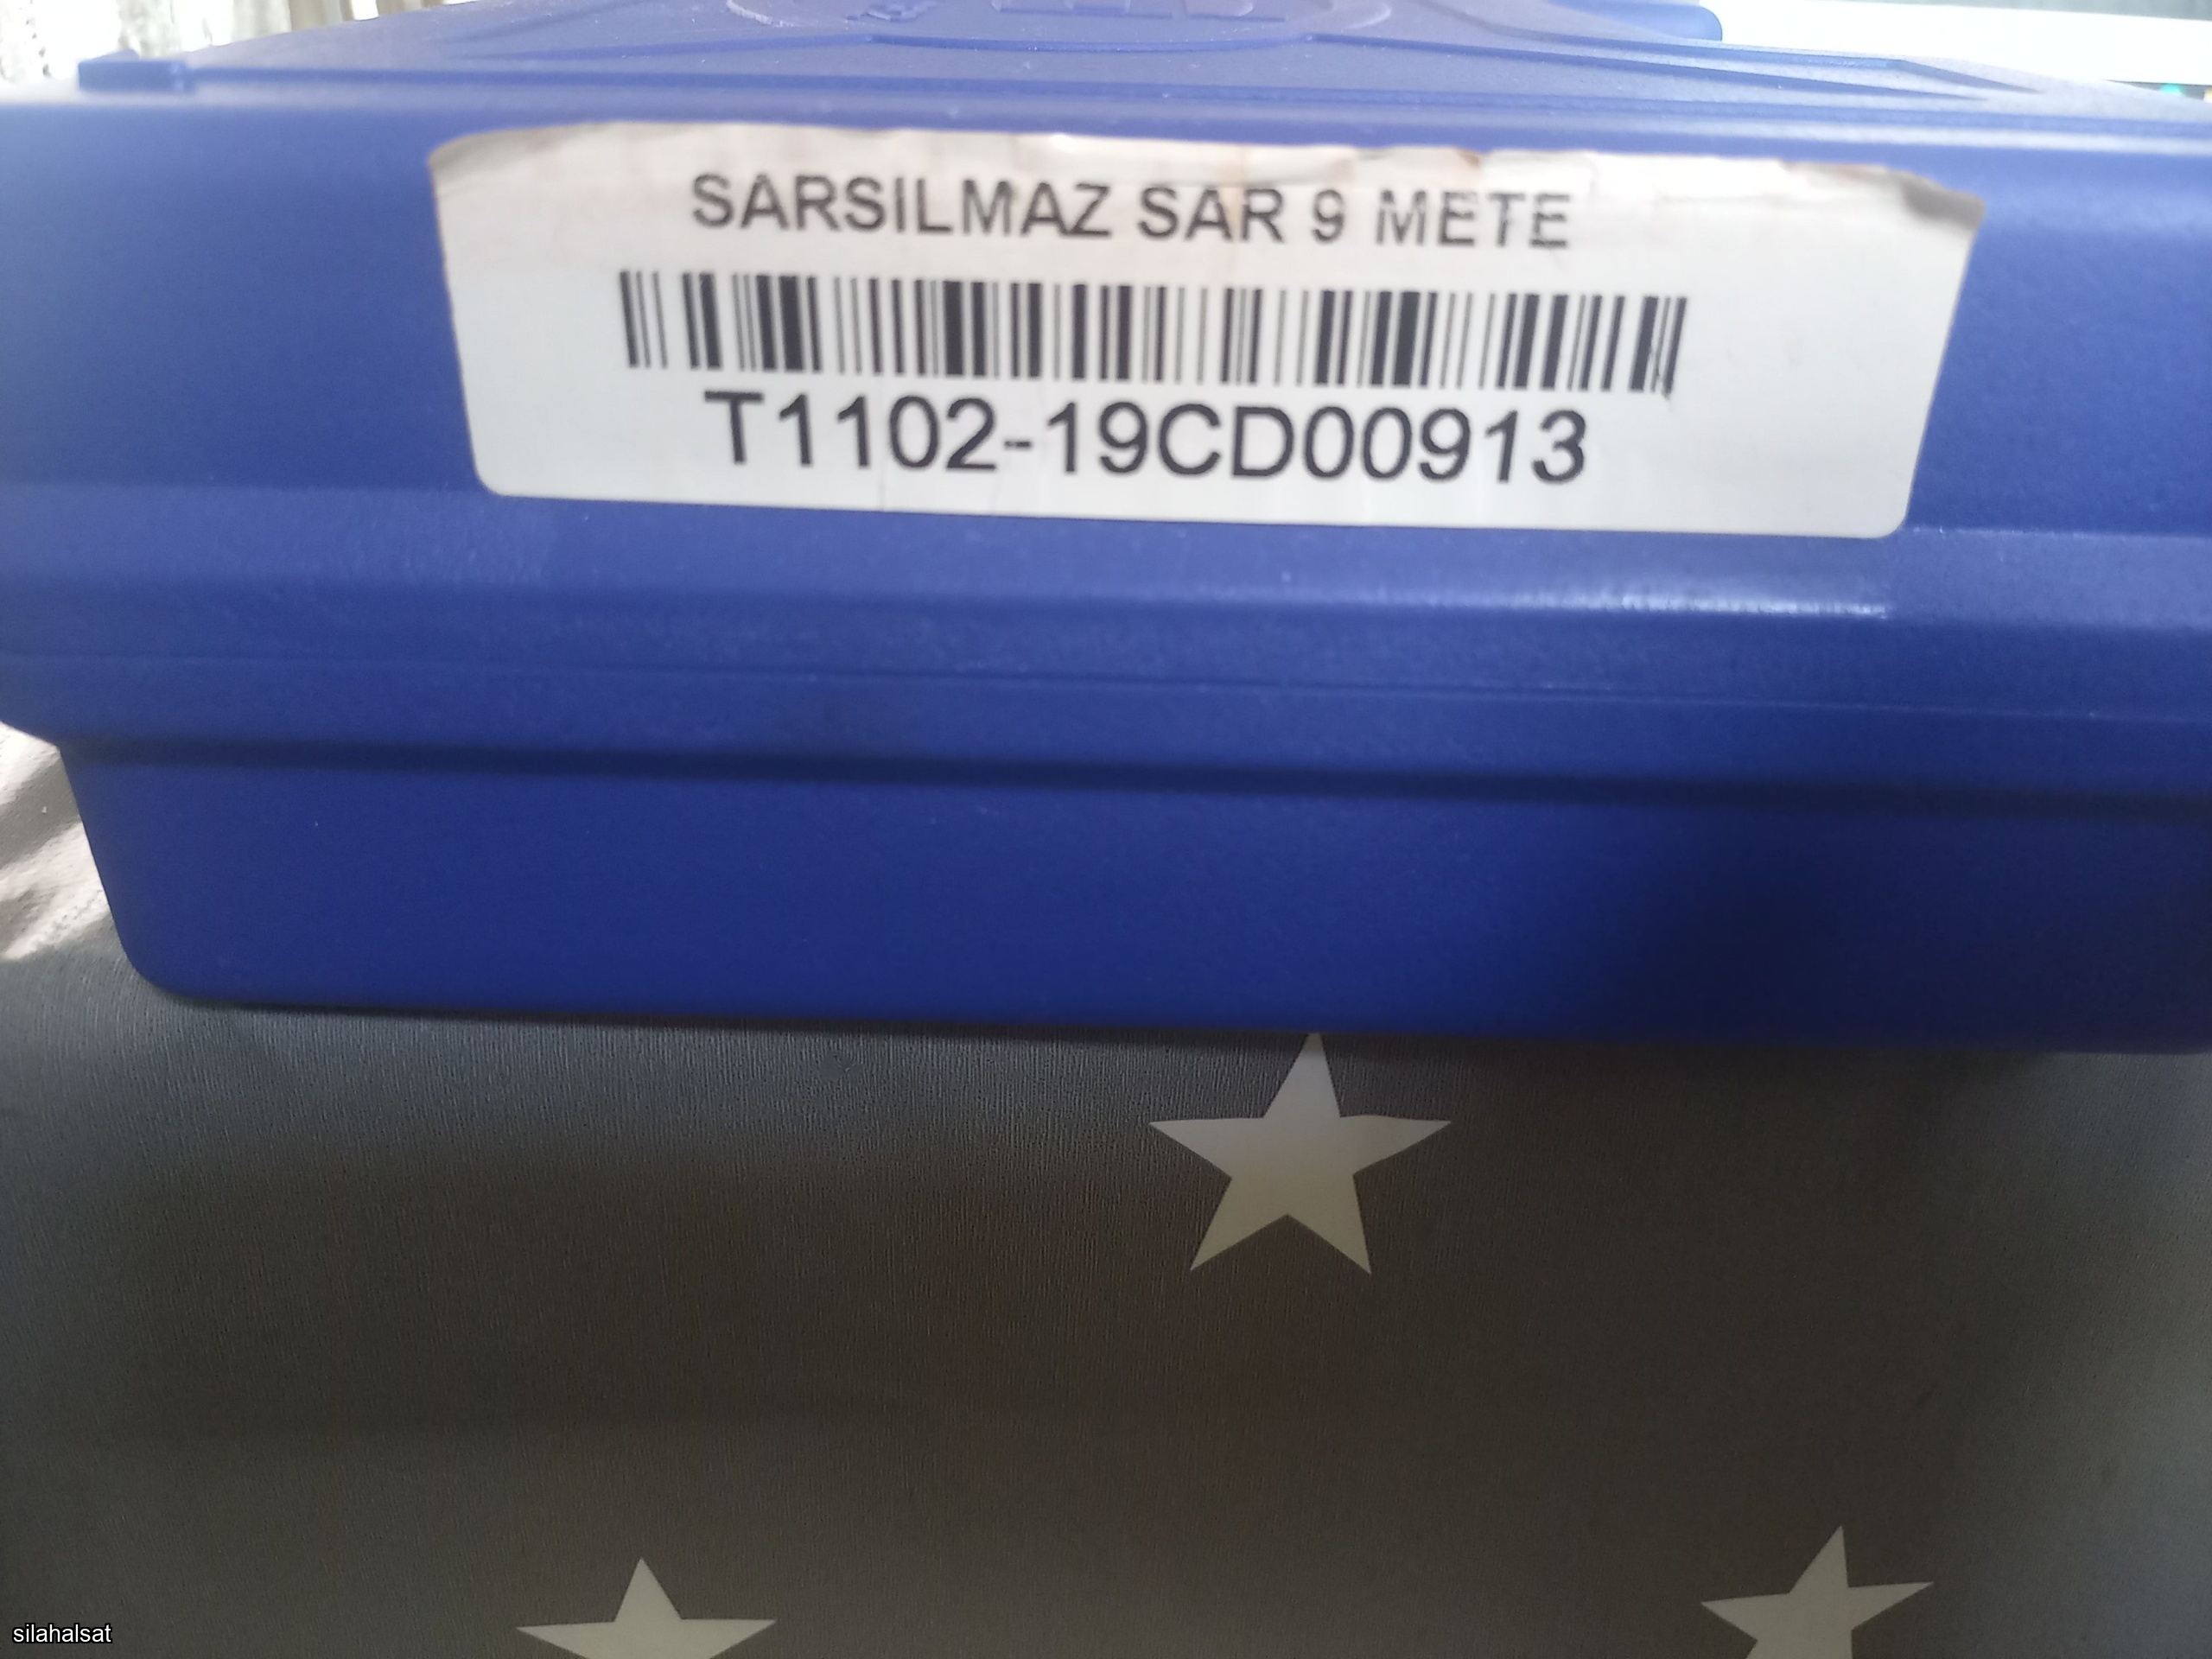 SARSILMAZ SAR 9 METE
T1102-19CD00913
silahalsat